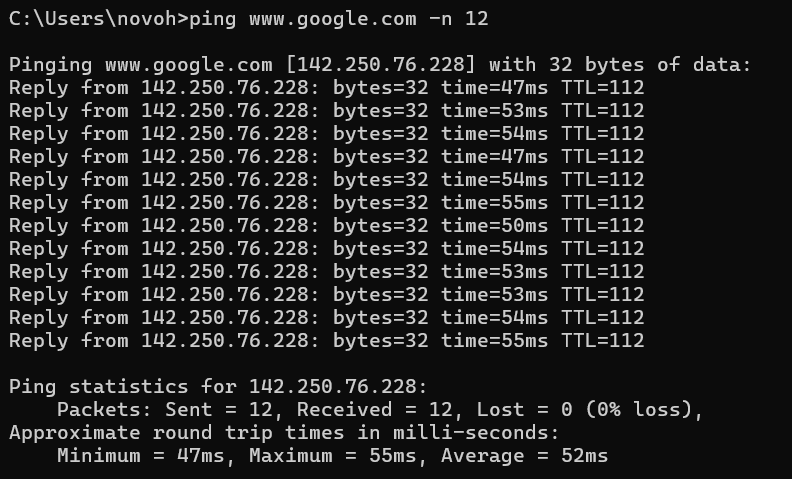 C:\Users\novoh>ping www.google.com -n 12
Pinging www.google.com [142.250.76.228] with 32 bytes of data:
Reply from 142.250.76.228: bytes=32 time=47ms TTL=112
Reply from 142.250.76.228: bytes=32 time=53ms TTL=112
Reply from 142.250.76.228: bytes=32 time=54ms TTL=112
Reply from 142.250.76.228: bytes=32 time=47ms TTL=112
Reply from 142.250.76.228: bytes=32 time=54ms TTL=112
Reply from 142.250.76.228: bytes=32 time=55ms TTL=112
Reply from 142.250.76.228: bytes=32 time=50ms TTL=112
Reply from 142.250.76.228: bytes=32 time=54ms TTL=112
Reply from 142.250.76.228: bytes=32 time=53ms TTL=112
Reply from 142.250.76.228: bytes=32 time=53ms TTL=112
Reply from 142.250.76.228: bytes=32 time=54ms TTL=112
Reply from 142.250.76.228: bytes=32 time=55ms TTL=112
Ping statistics for 142.250.76.228:
    Packets: Sent = 12, Received = 12, Lost = 0 (0% loss),
Approximate round trip times in milli-seconds:
    Minimum = 47ms, Maximum = 55ms, Average = 52ms